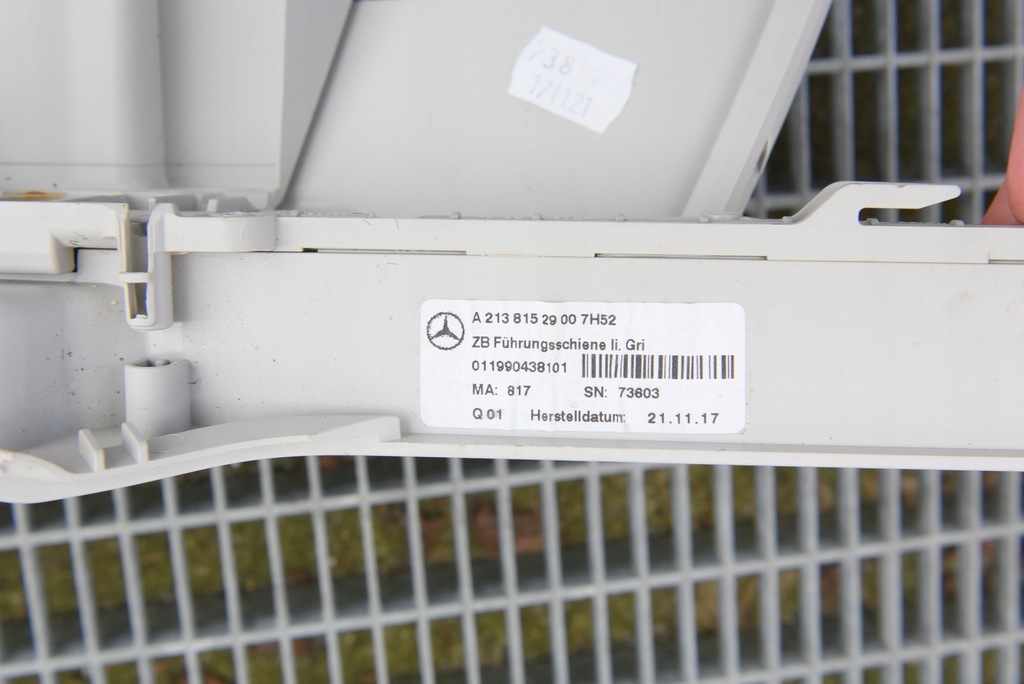 738
171121
A 213 815 29 00 7H52
ZB Führungsschiene li. Gri
011990438101
MA: 817 SN: 73603
Q 01 Herstelldatum: 21.11.17